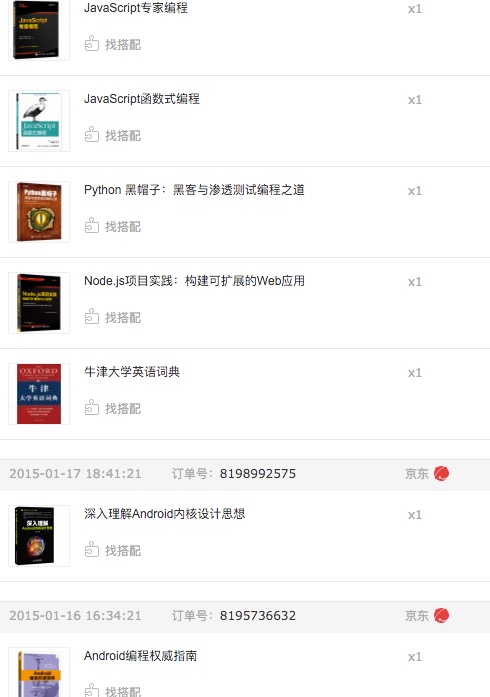 JavaScript专家编程
x1
找搭配
JavaScript函数式编程
x1
找搭配
Python 黑帽子：黑客与渗透测试编程之道
x1
找搭配
Node.js项目实践：构建可扩展的Web应用
x1
找搭配
OXFORD
牛津
大学英语词典
牛津大学英语词典
x1
找搭配
2015-01-17 18:41:21 订单号：8198992575 京东
深入理解
深入理解Android内核设计思想
x1
找搭配
2015-01-16 16:34:21 订单号：8195736632 京东
Android编程权威指南
x1
找搭配